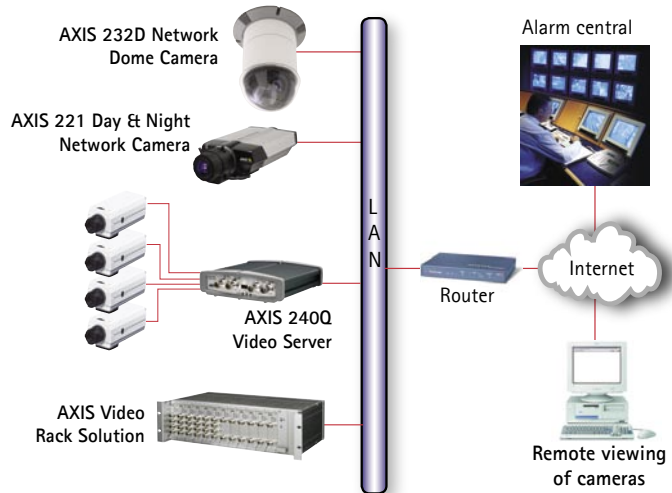 AXIS 232D Network
Dome Camera
AXIS 221 Day & Night
Network Camera
AXIS 240Q
Video Server
AXIS Video
Rack Solution
L
A
N
Router
Alarm central
Internet
Remote viewing
of cameras